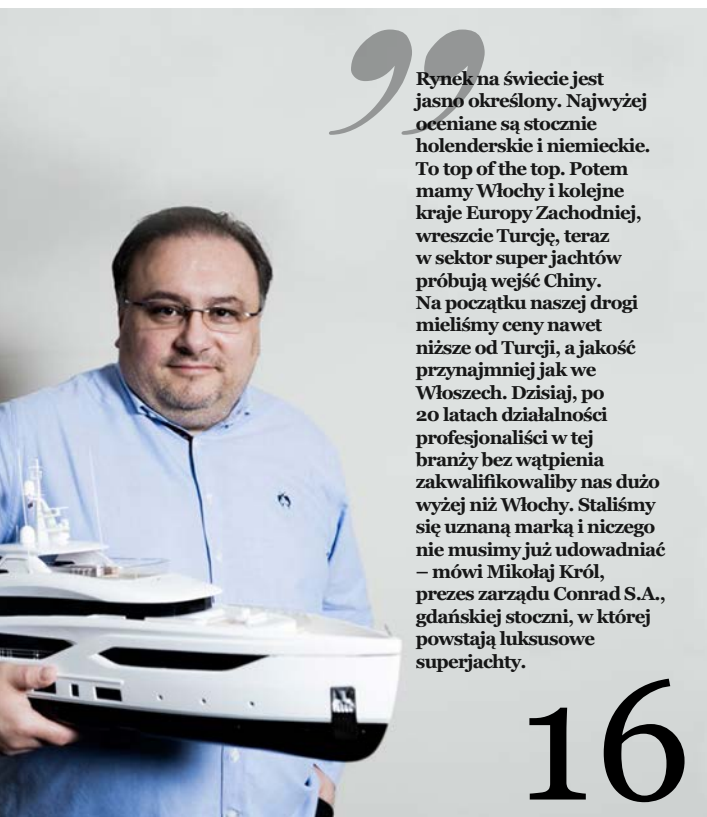 ”
Rynek na świecie jest
jasno określony. Najwyżej
oceniane są stocznie
holenderskie i niemieckie.
To top of the top. Potem
mamy Włochy i kolejne
kraje Europy Zachodniej,
wreszcie Turcję, teraz
w sektor super jachtów
próbują wejść Chiny.
Na początku naszej drogi
mieliśmy ceny nawet
niższe od Turcji, a jakość
przynajmniej jak we
Włoszech. Dzisiaj, po
20 latach działalności
profesjonaliści w tej
branży bez wątpienia
zakwalifikowaliby nas dużo
wyżej niż Włochy. Staliśmy
się uznaną marką i niczego
nie musimy już udowadniać
– mówi Mikołaj Król,
prezes zarządu Conrad S.A.,
gdańskiej stoczni, w której
powstają luksusowe
superjachty.
16